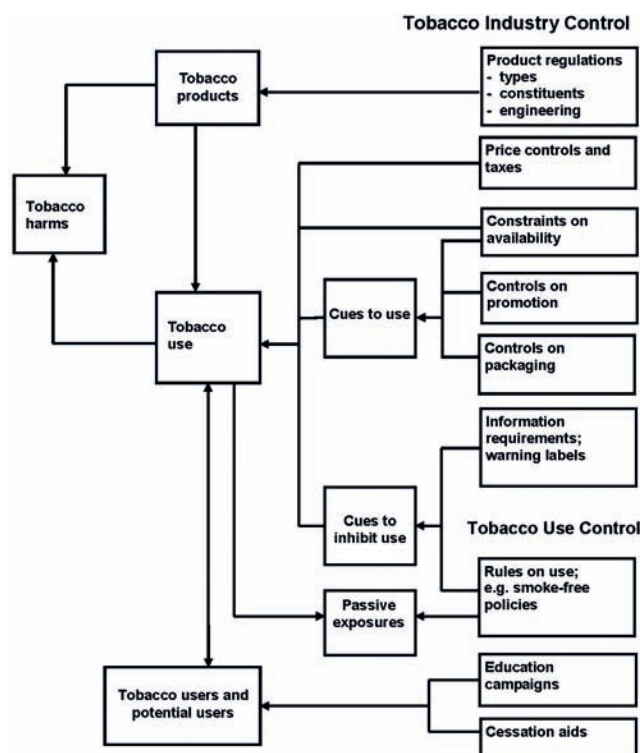 Tobacco Industry Control
Product regulations
- types
- constituents
- engineering
Tobacco
products
Price controls and
taxes
Tobacco
harms
Constraints on
availability
Cues to use
Controls on
promotion
Tobacco
use
Controls on
packaging
Information
requirements;
warning labels
Cues to
inhibit use
Tobacco Use Control
Rules on use;
e.g. smoke-free
policies
Passive
exposures
Education
campaigns
Tobacco users and
potential users
Cessation aids